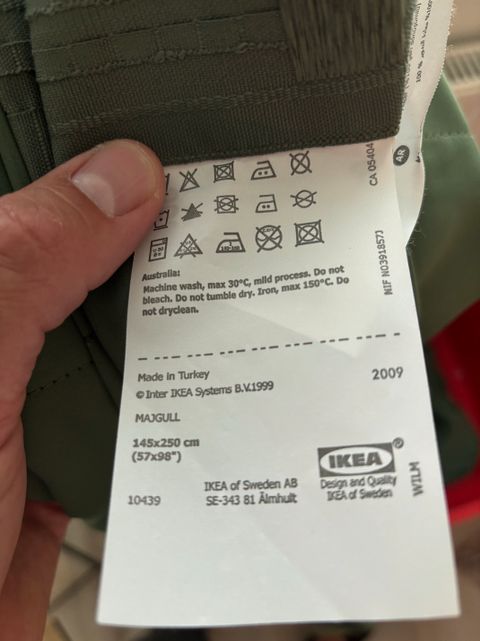 100 %
AR
CA 05404
NIF NO391857J
Australia:
Machine wash, max 30°C, mild process. Do not
bleach. Do not tumble dry. Iron, max 150°C. Do
not dryclean.
Made in Turkey
2009
© Inter IKEA Systems B.V.1999
MAJGULL
145x250 cm
(57x98")
IKEA®
Design and Quality
IKEA of Sweden
WILM
10439
IKEA of Sweden AB
SE-343 81 Älmhult